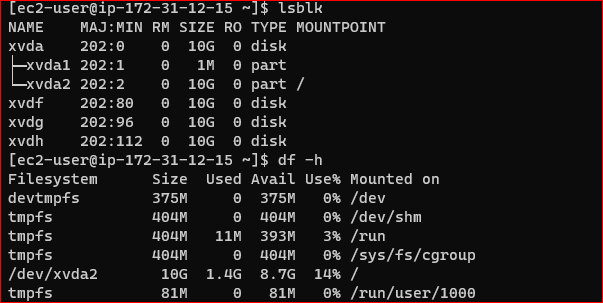 [ec2-user@ip-172-31-12-15 ~]$ lsblk
NAME    MAJ:MIN RM SIZE RO TYPE MOUNTPOINT
xvda    202:0    0  10G  0 disk
├─xvda1 202:1    0   1M  0 part
└─xvda2 202:2    0  10G  0 part /
xvdf    202:80   0  10G  0 disk
xvdg    202:96   0  10G  0 disk
xvdh    202:112  0  10G  0 disk
[ec2-user@ip-172-31-12-15 ~]$ df -h
Filesystem      Size  Used Avail Use% Mounted on
devtmpfs        375M     0  375M   0% /dev
tmpfs           404M     0  404M   0% /dev/shm
tmpfs           404M   11M  393M   3% /run
tmpfs           404M     0  404M   0% /sys/fs/cgroup
/dev/xvda2       10G  1.4G  8.7G  14% /
tmpfs            81M     0   81M   0% /run/user/1000